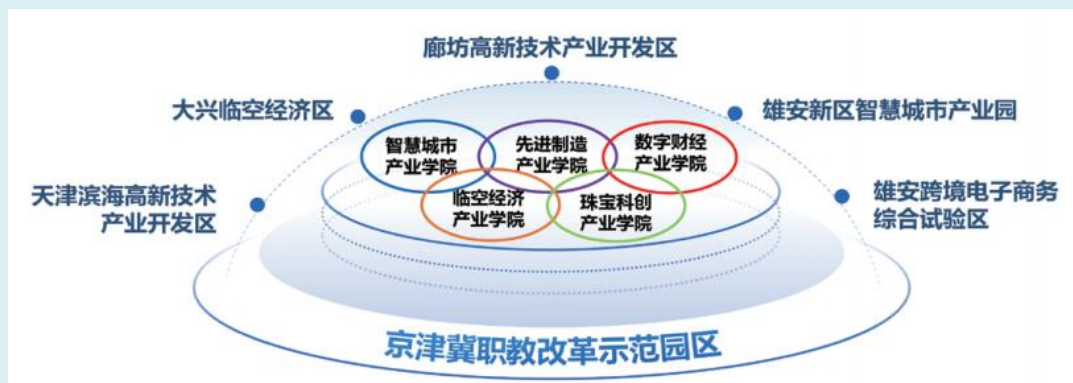 廊坊高新技术产业开发区
大兴临空经济区
雄安新区智慧城市产业园
智慧城市
产业学院
先进制造
产业学院
数字财经
产业学院
天津滨海高新技术
产业开发区
临空经济
产业学院
珠宝科创
产业学院
雄安跨境电子商务
综合试验区
京津冀职教改革示范园区